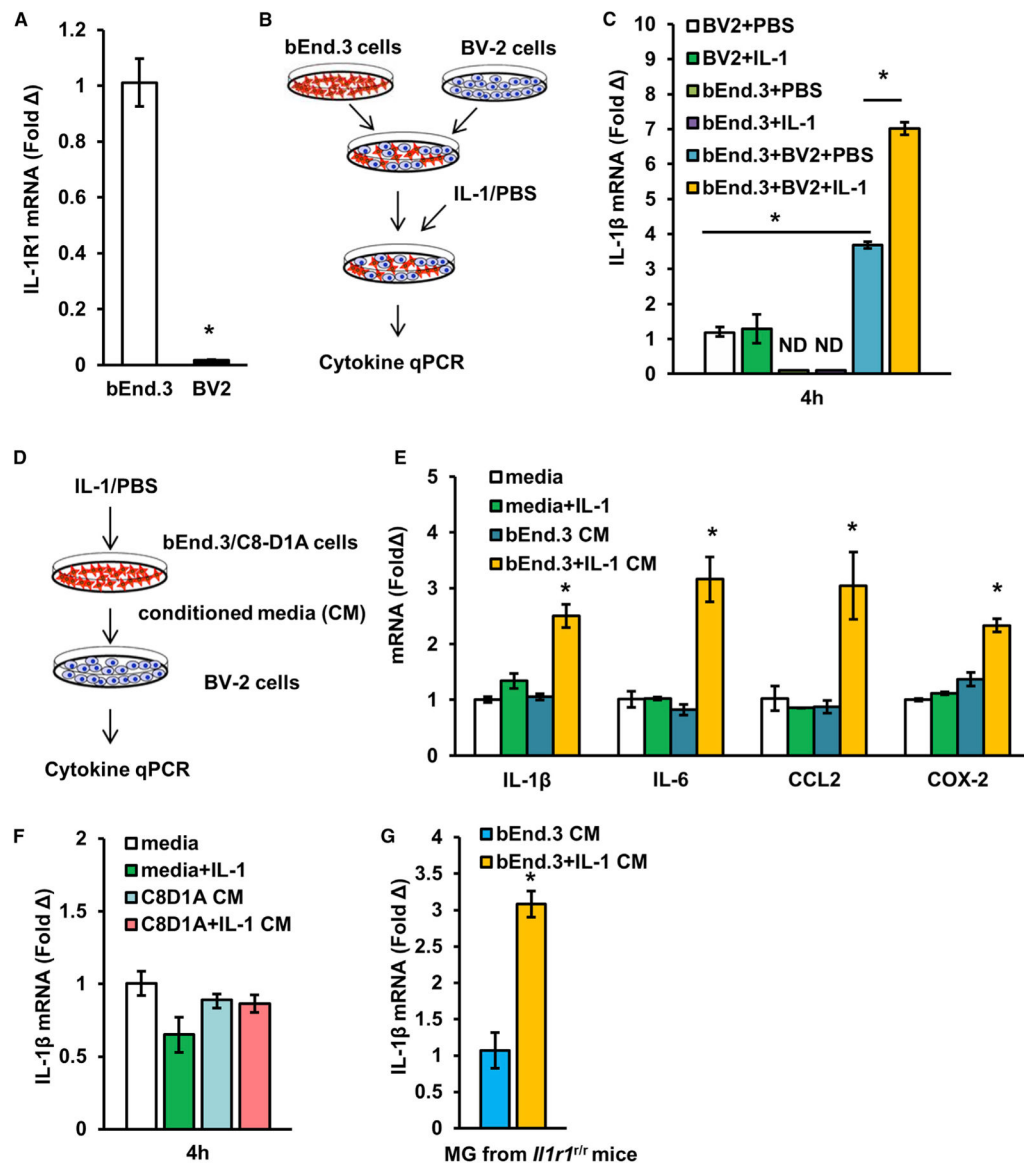 A
IL-1R1 mRNA (Fold Δ)
1.2
1
0.8
0.6
0.4
0.2
0
*
bEnd.3
BV2
B
bEnd.3 cells
BV-2 cells
IL-1/PBS
Cytokine qPCR
C
IL-1β mRNA (Fold Δ)
10
9
8
7
6
5
4
3
2
1
0
BV2+PBS
BV2+IL-1
bEnd.3+PBS
bEnd.3+IL-1
bEnd.3+BV2+PBS
bEnd.3+BV2+IL-1
*
*
ND
ND
4h
D
IL-1/PBS
bEnd.3/C8-D1A cells
conditioned media (CM)
BV-2 cells
Cytokine qPCR
E
mRNA (FoldΔ)
5
4
3
2
1
0
media
media+IL-1
bEnd.3 CM
bEnd.3+IL-1 CM
*
*
*
*
IL-1β
IL-6
CCL2
COX-2
F
IL-1β mRNA (Fold Δ)
2
1.5
1
0.5
0
media
media+IL-1
C8D1A CM
C8D1A+IL-1 CM
4h
G
IL-1β mRNA (Fold Δ)
4
3.5
3
2.5
2
1.5
1
0.5
0
bEnd.3 CM
bEnd.3+IL-1 CM
*
MG from Il1r1r/r mice